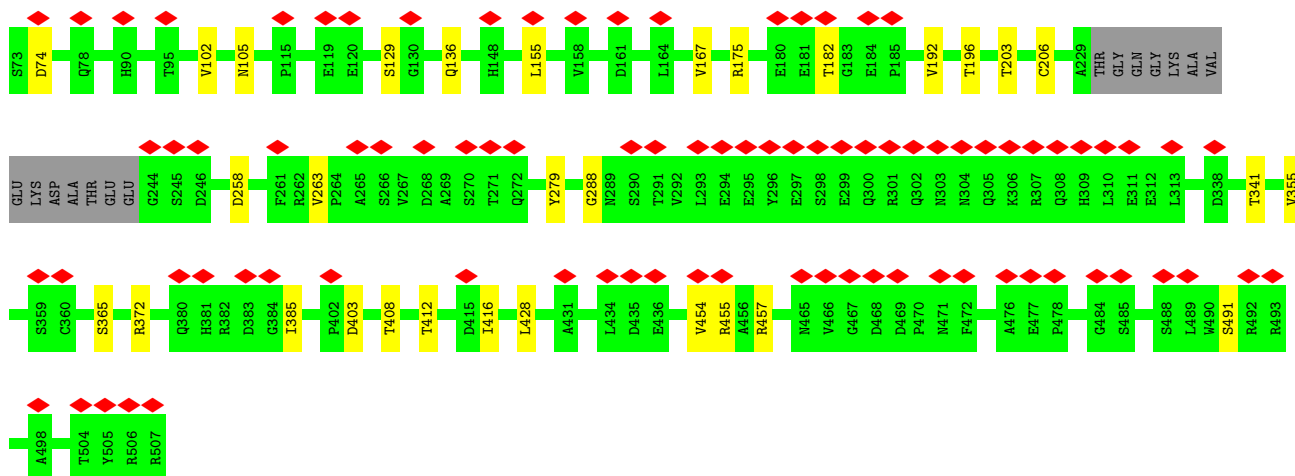 S73 D74 Q78 H90 T95 V102 N105 P115 E119 E120 S129 G130 Q136 H148 L155 V158 D161 L164 V167 R175 E180 E181 T182 G183 E184 P185 V192 T196 T203 C206 A229 THR GLY GLN GLY LYS ALA VAL
GLU LYS ASP ALA THR GLU GLU G244 S245 D246 D258 F261 R262 V263 P264 A265 S266 V267 D268 A269 S270 T271 Q272 Y279 G288 N289 S290 T291 V292 L293 E294 E295 Y296 E297 S298 E299 Q300 R301 Q302 N303 N304 Q305 K306 R307 Q308 H309 L310 E311 E312 L313 D338 T341 V355
S359 C360 S365 R372 Q380 H381 R382 D383 G384 I385 P402 D403 T408 T412 D415 I416 L428 A431 L434 D435 E436 V454 R455 A456 R457 N465 V466 G467 D468 D469 P470 N471 F472 A476 E477 P478 G484 S485 S488 L489 W490 S491 R492 R493
A498 T504 Y505 R506 R507